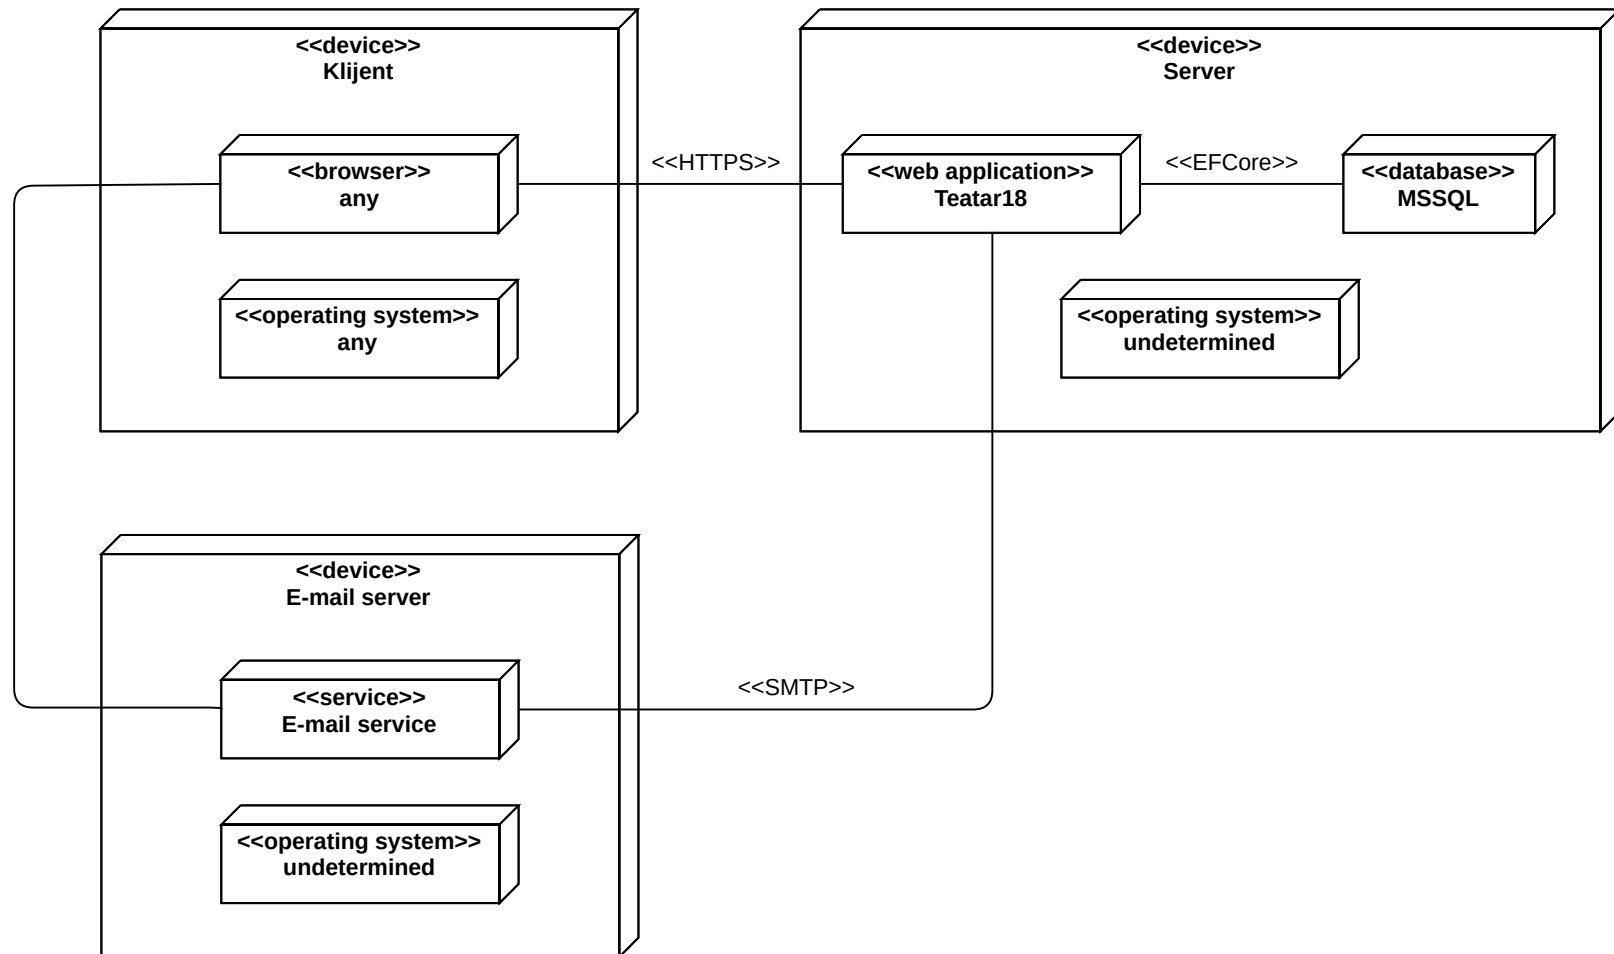 <<device>>
Klijent
<<browser>>
any
<<operating system>>
any
<<HTTPS>>
<<device>>
Server
<<web application>>
Teatar18
<<EFCore>>
<<database>>
MSSQL
<<operating system>>
undetermined
<<device>>
E-mail server
<<service>>
E-mail service
<<SMTP>>
<<operating system>>
undetermined